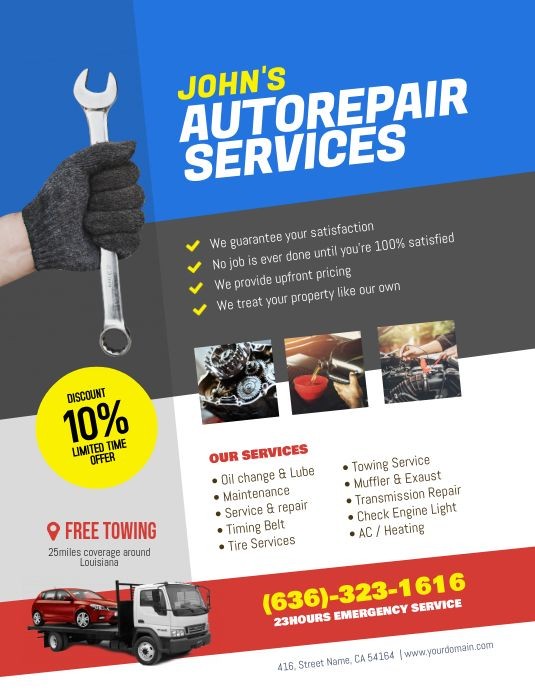 JOHN'S
AUTOREPAIR
SERVICES
We guarantee your satisfaction
No job is ever done until you're 100% satisfied
We provide upfront pricing
We treat your property like our own
DISCOUNT
10%
LIMITED TIME
OFFER
OUR SERVICES
• Oil change & Lube
• Maintenance
• Service & repair
• Timing Belt
• Tire Services
• Towing Service
• Muffler & Exaust
• Transmission Repair
• Check Engine Light
• AC / Heating
FREE TOWING
25miles coverage around
Louisiana
(636)-323-1616
23HOURS EMERGENCY SERVICE
416, Street Name, CA 54164 | www.yourdomain.com